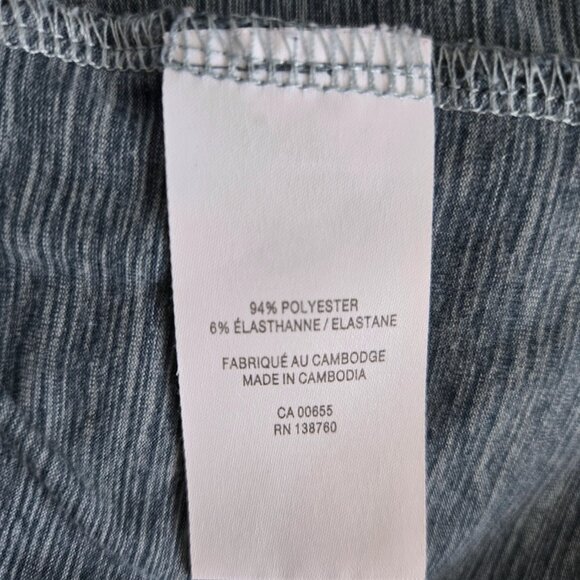 94% POLYESTER
6% ÉLASTHANNE / ELASTANE
FABRIQUÉ AU CAMBODGE
MADE IN CAMBODIA
CA 00655
RN 138760